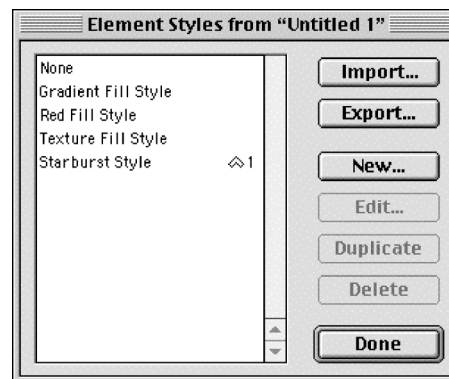 Element Styles from “Untitled 1”
None
Gradient Fill Style
Red Fill Style
Texture Fill Style
Starburst Style 1
Import...
Export...
New...
Edit...
Duplicate
Delete
Done